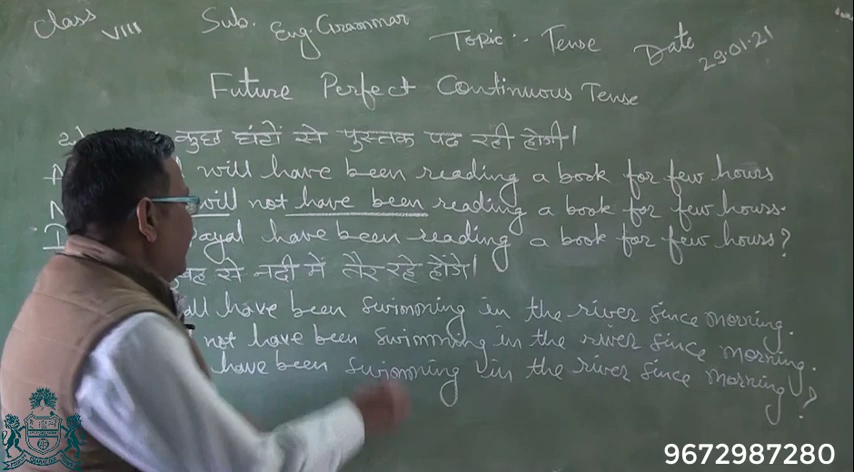 Class VIII Sub. Eng. Grammar Topic:- Tense Date 29.01.21
Future Perfect Continuous Tense
कुछ घंटों से पुस्तक पढ़ रही होगी।
will have been reading a book for few hours
will not have been reading a book for few hours.
I ayal have been reading a book for few hours?
से नदी में तैर रहे होंगे।
all have been swimming in the river since morning.
not have been swimming in the river since morning.
have been swimming in the river since morning?
9672987280